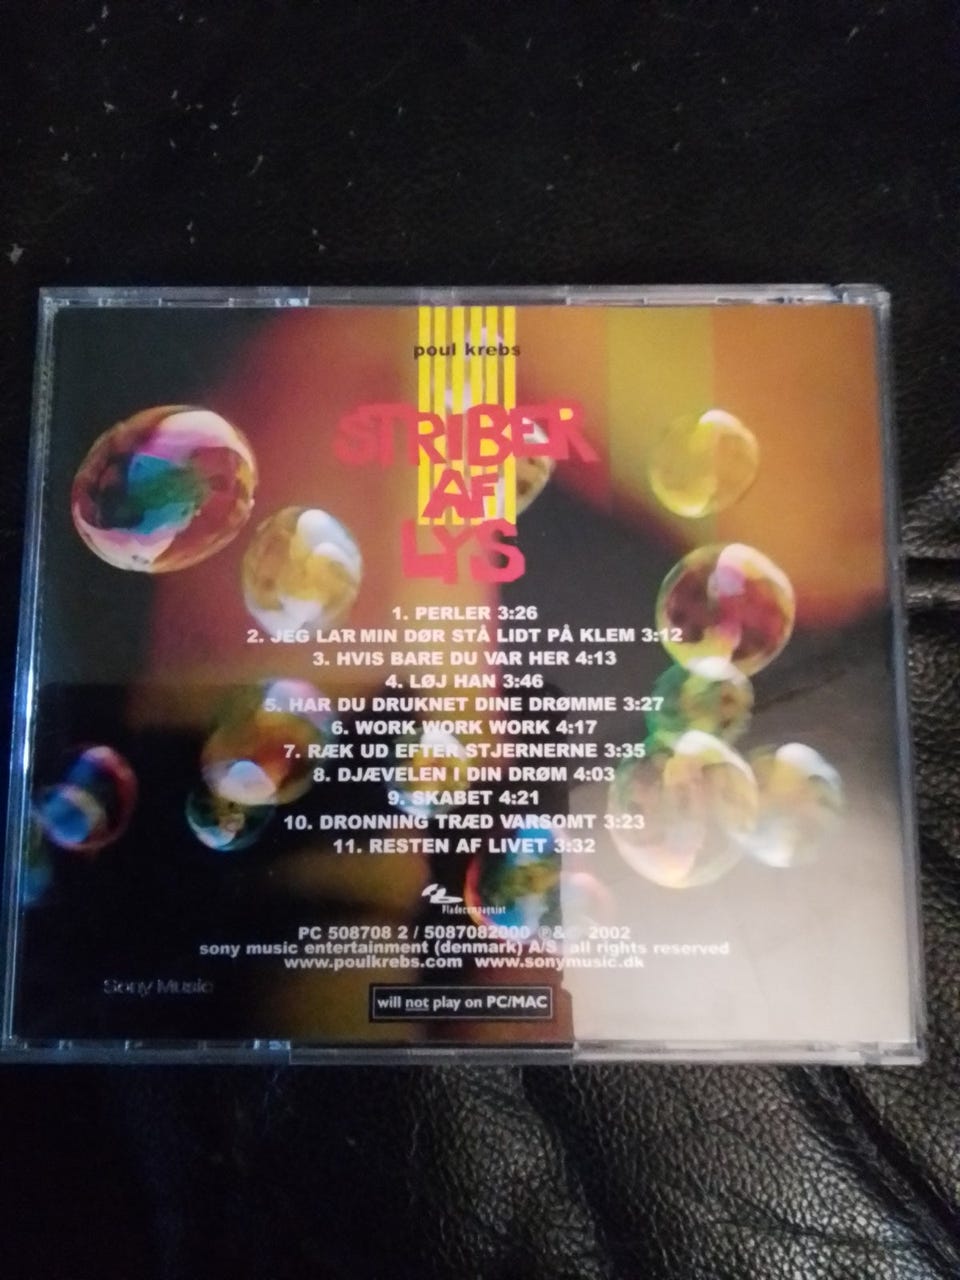 poul krebs
STRIBER
AF
LYS
1. PERLER 3:26
2. JEG LAR MIN DØR STÅ LIDT PÅ KLEM 3:12
3. HVIS BARE DU VAR HER 4:13
4. LØJ HAN 3:46
5. HAR DU DRUKNET DINE DRØMME 3:27
6. WORK WORK WORK 4:17
7. RÆK UD EFTER STJERNERNE 3:35
8. DJÆVELEN I DIN DRØM 4:03
9. SKABET 4:21
10. DRONNING TRÆD VARSOMT 3:23
11. RESTEN AF LIVET 3:32
Pladecompagniet
PC 508708 2 / 5087082000 ℗&© 2002
sony music entertainment (denmark) A/S all rights reserved
www.poulkrebs.com www.sonymusic.dk
Sony Music
will not play on PC/MAC